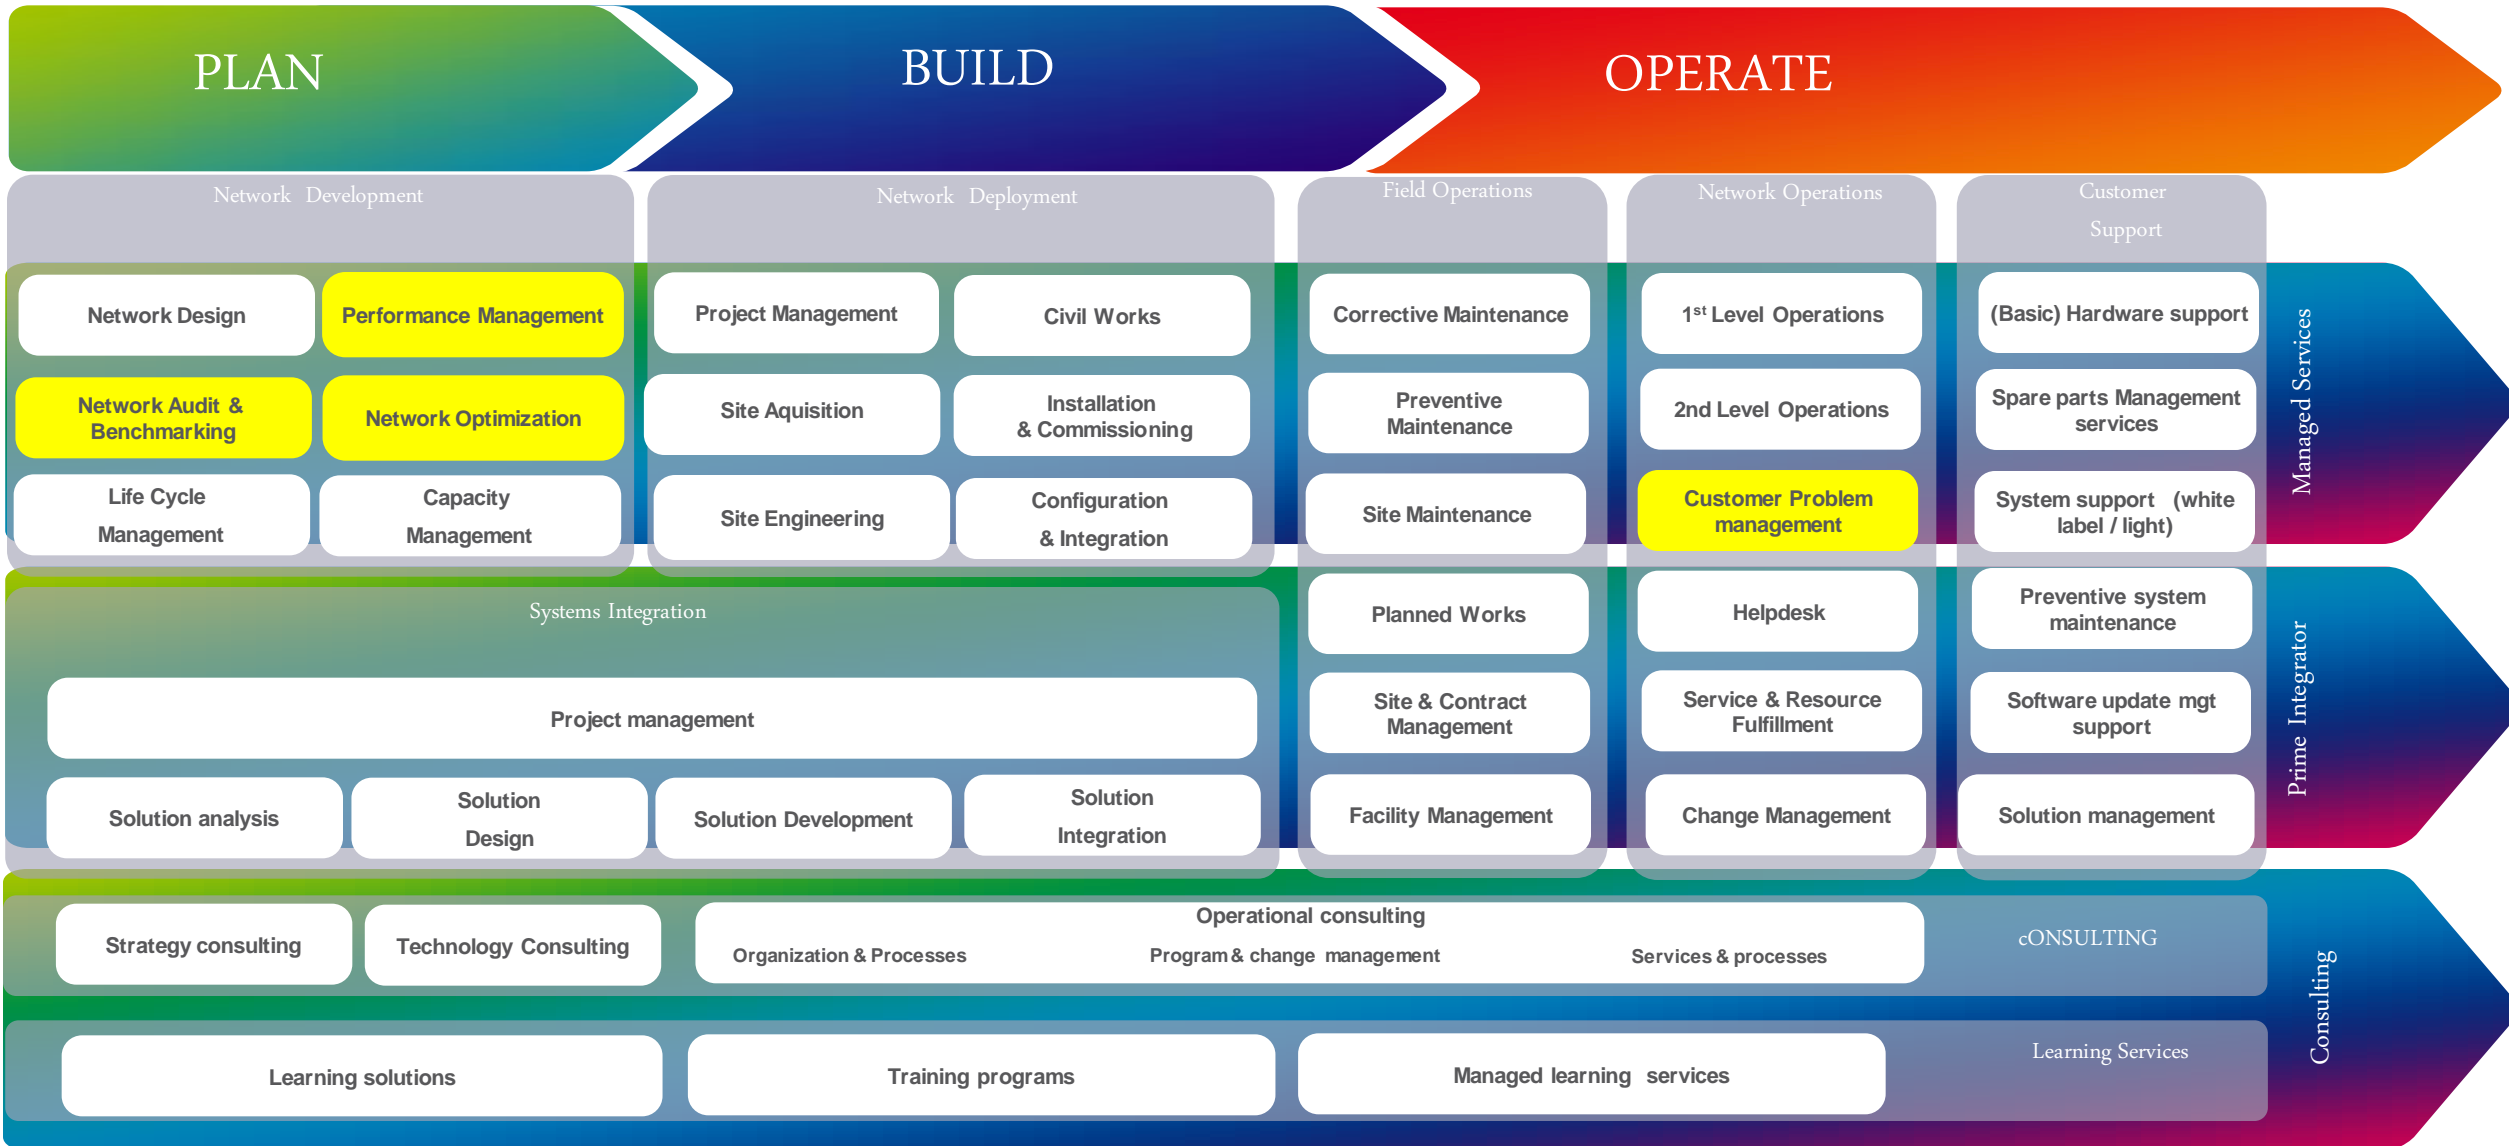 PLAN
BUILD
OPERATE
Network Development
Network Design
Performance Management
Network Audit &
Benchmarking
Network Optimization
Life Cycle
Management
Capacity
Management
Network Deployment
Project Management
Civil Works
Site Aquisition
Installation
& Commissioning
Site Engineering
Configuration
& Integration
Field Operations
Corrective Maintenance
Preventive
Maintenance
Site Maintenance
Planned Works
Site & Contract
Management
Facility Management
Network Operations
1st Level Operations
2nd Level Operations
Customer Problem
management
Helpdesk
Service & Resource
Fulfillment
Change Management
Customer
Support
(Basic) Hardware support
Spare parts Management
services
System support (white
label / light)
Preventive system
maintenance
Software update mgt
support
Solution management
Managed Services
Systems Integration
Project management
Solution analysis
Solution
Design
Solution Development
Solution
Integration
Prime Integrator
Strategy consulting
Technology Consulting
Operational consulting
Organization & Processes
Program & change management
Services & processes
cONSULTING
Learning solutions
Training programs
Managed learning services
Learning Services
Consulting